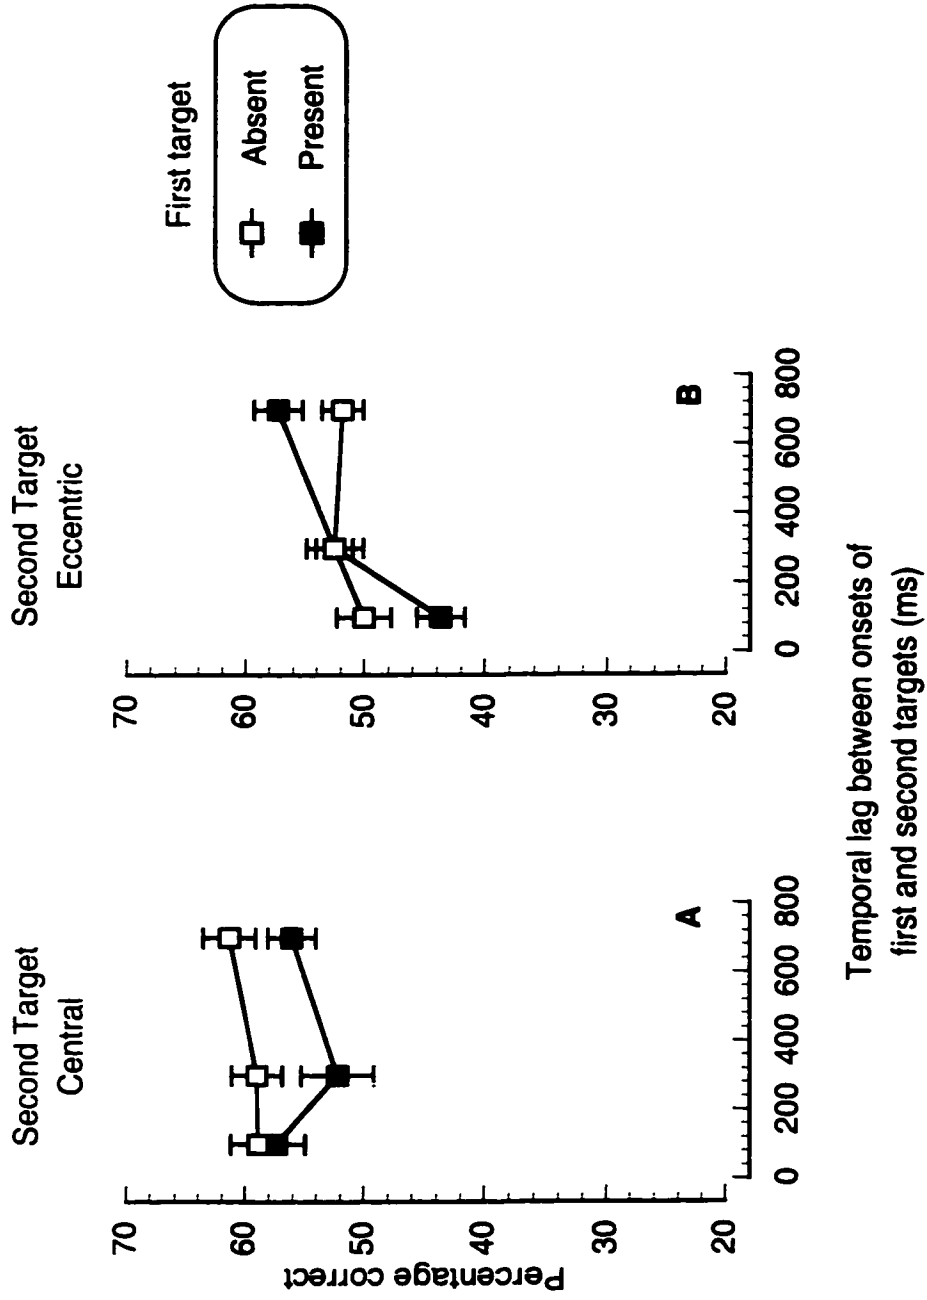 Second Target
Central
Second Target
Eccentric
First target
Absent
Present
Percentage correct
70
60
50
40
30
20
0 200 400 600 800
A
70
60
50
40
30
20
0 200 400 600 800
B
Temporal lag between onsets of
first and second targets (ms)